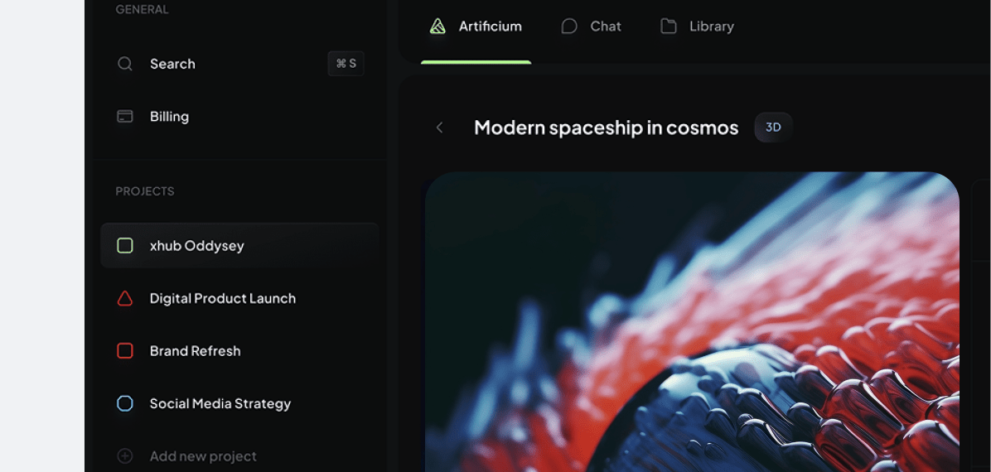 GENERAL
Search
⌘ S
Billing
PROJECTS
xhub Oddysey
Digital Product Launch
Brand Refresh
Social Media Strategy
Add new project
Artificium
Chat
Library
Modern spaceship in cosmos
3D